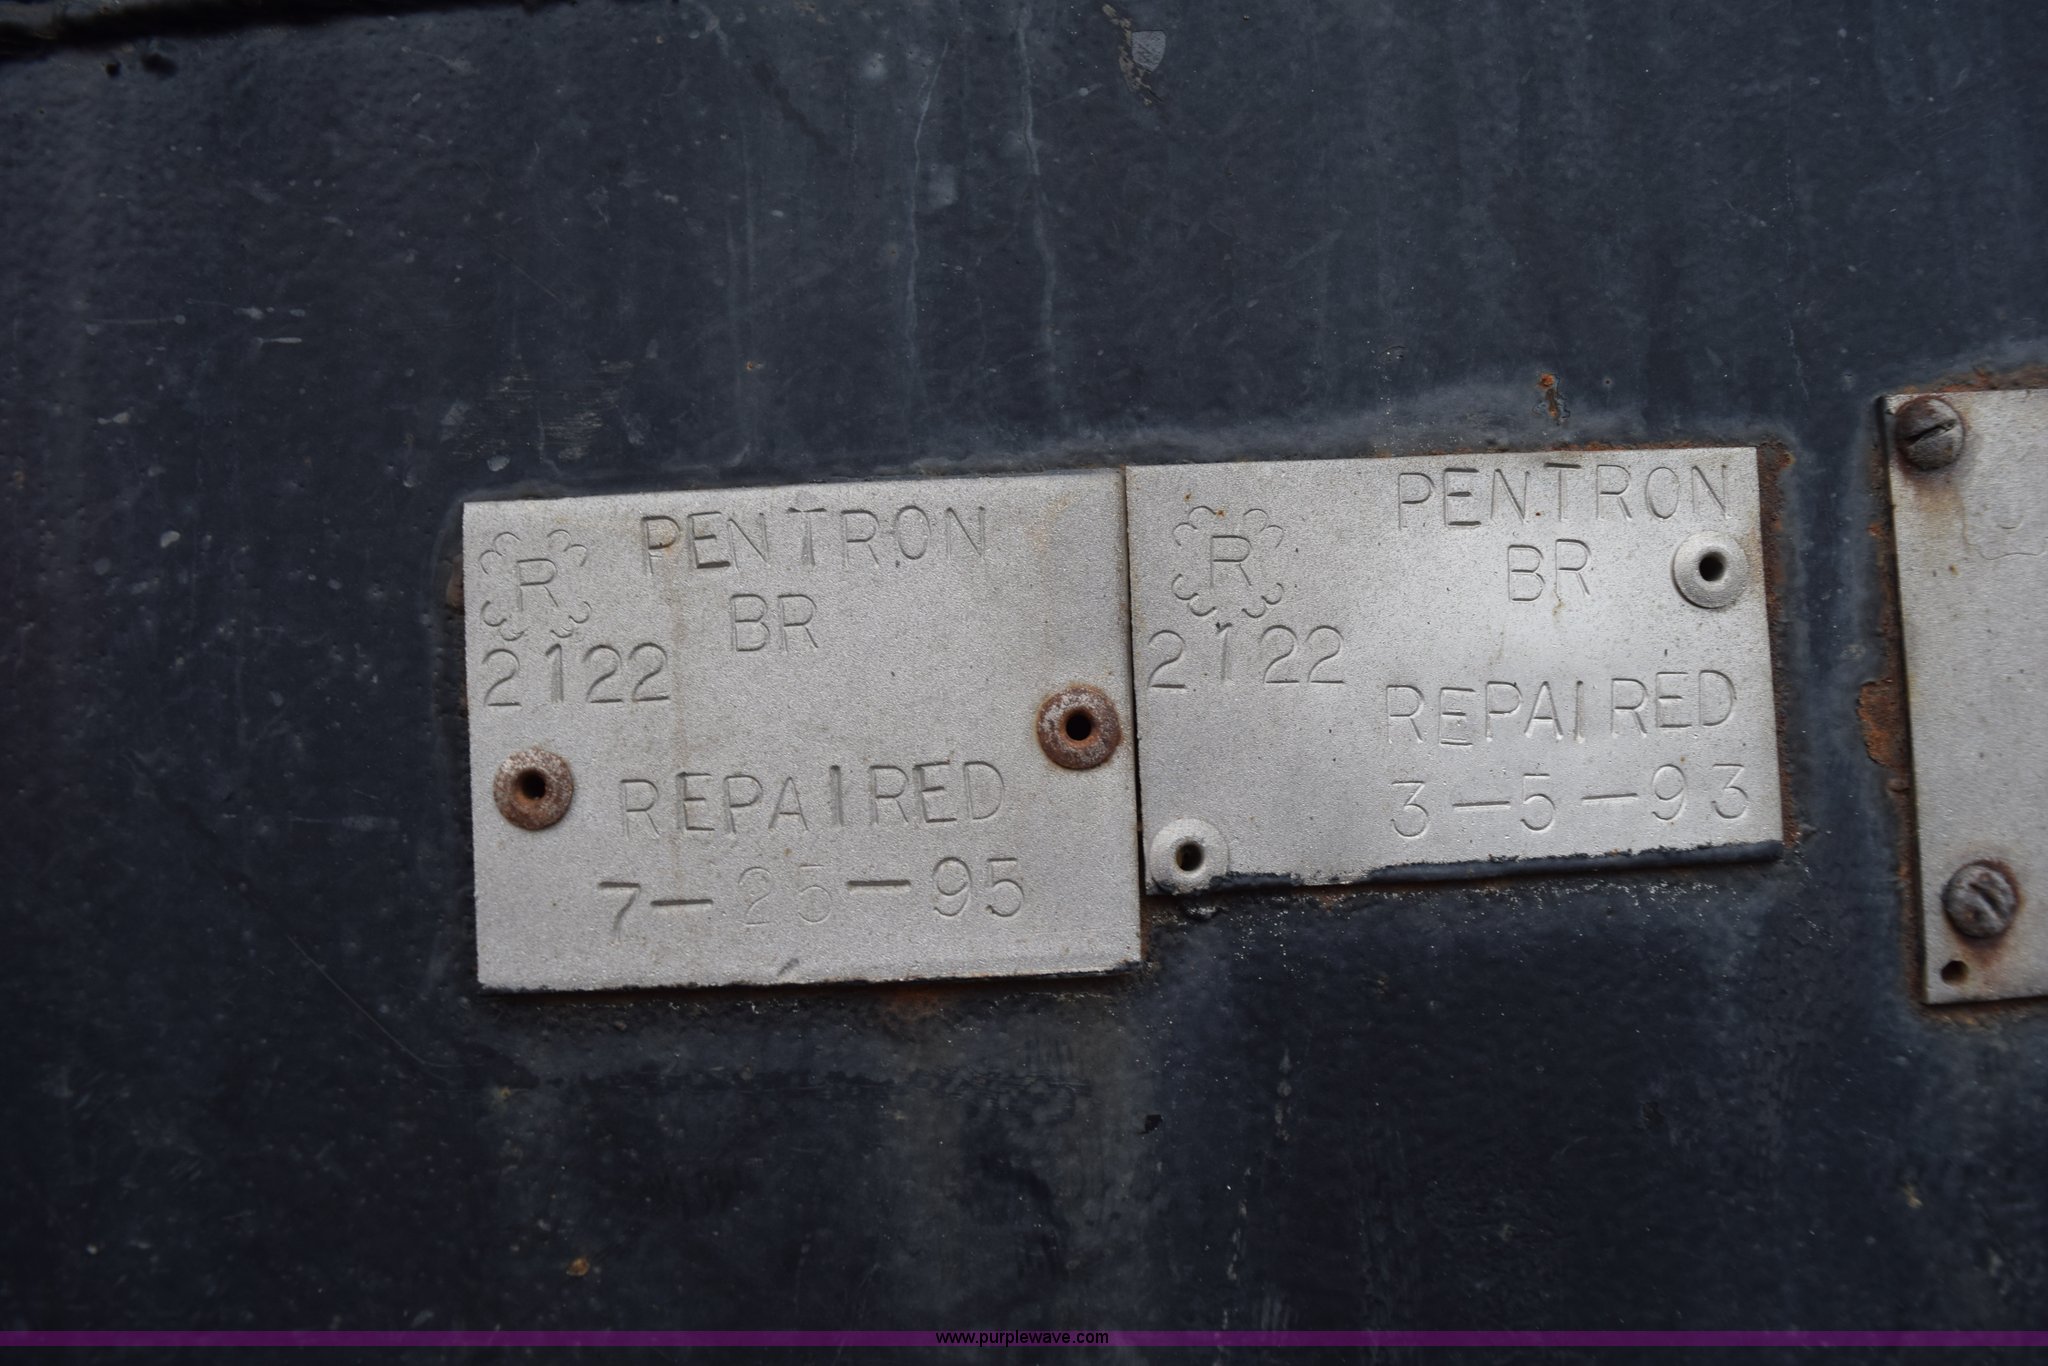 PENTRON
R
BR
2122
REPAIRED
7-25-95
PENTRON
R
BR
2122
REPAIRED
3-5-93
www.purplewave.com